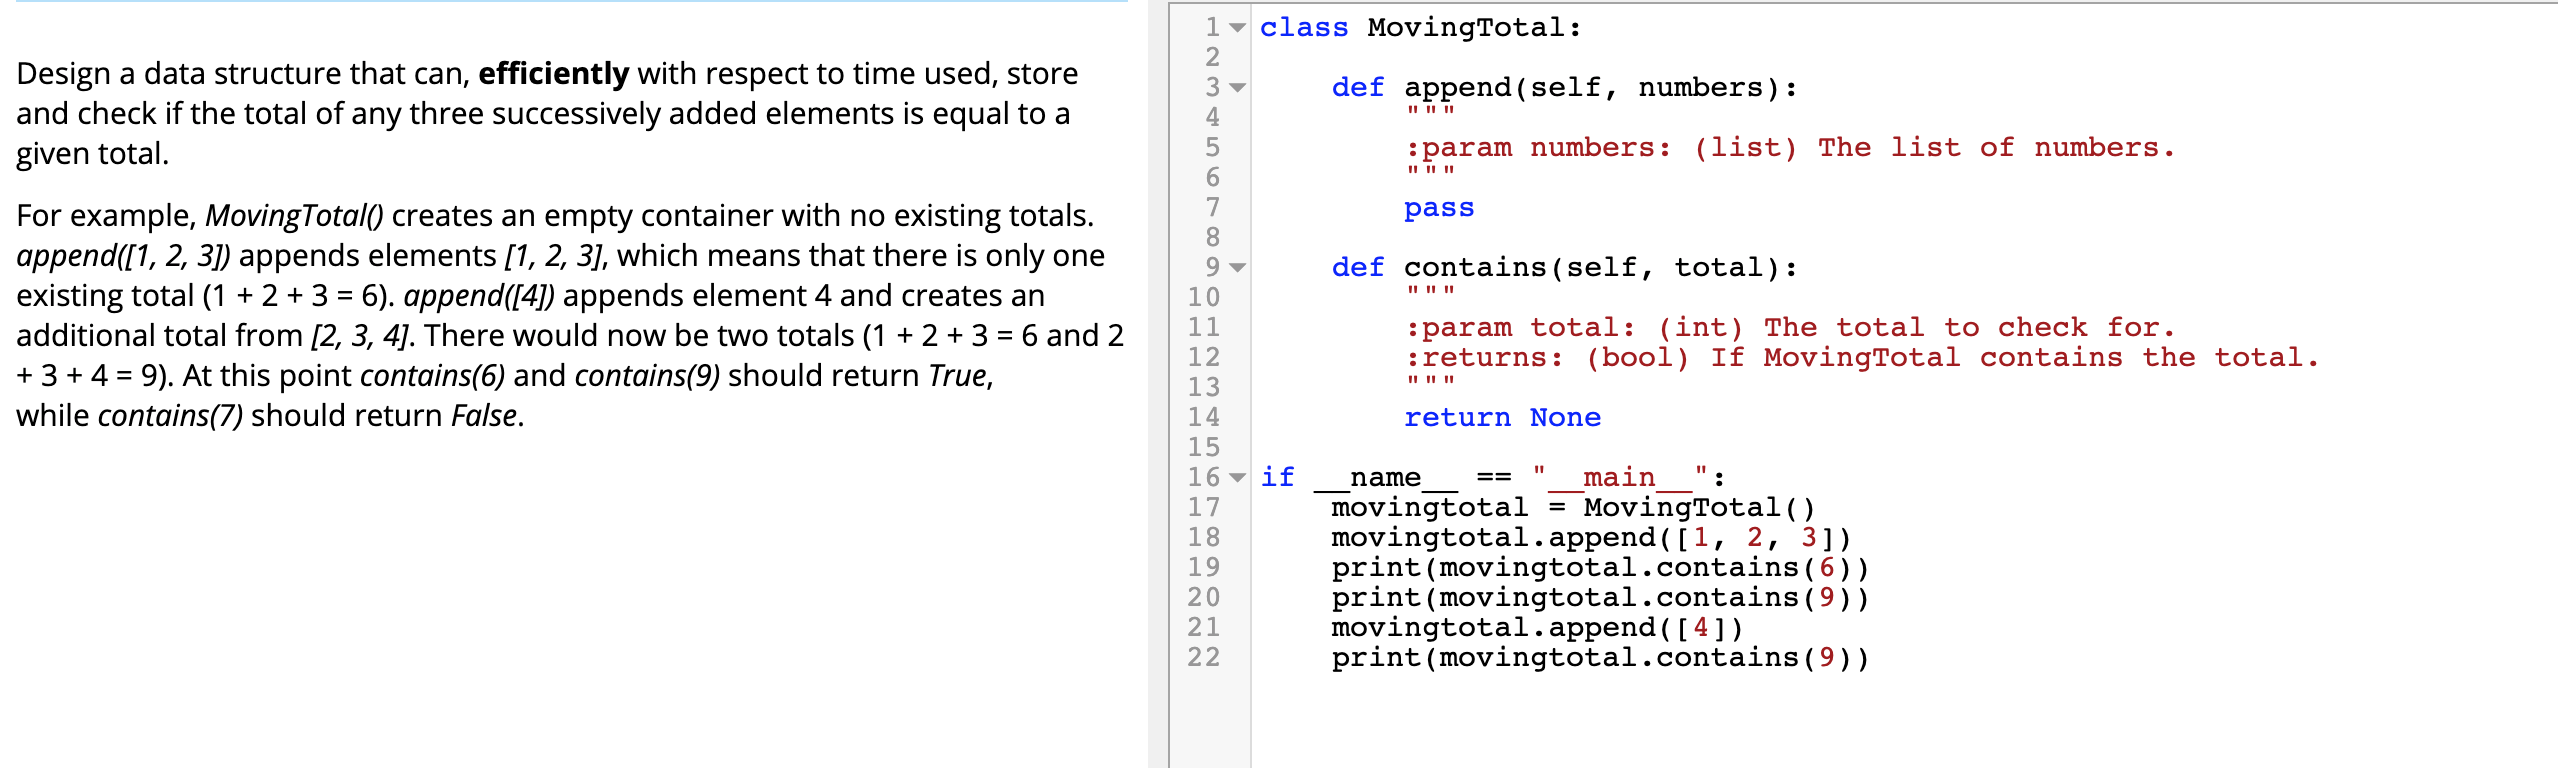 Design a data structure that can, efficiently with respect to time used, store
and check if the total of any three successively added elements is equal to a
given total.
For example, MovingTotal() creates an empty container with no existing totals.
append([1, 2, 3]) appends elements [1, 2, 3], which means that there is only one
existing total (1 + 2 + 3 = 6). append([4]) appends element 4 and creates an
additional total from [2, 3, 4]. There would now be two totals (1 + 2 + 3 = 6 and 2
+ 3 + 4 = 9). At this point contains(6) and contains(9) should return True,
while contains(7) should return False.
1 class MovingTotal:
2
3     def append(self, numbers):
4         """
5         :param numbers: (list) The list of numbers.
6         """
7         pass
8
9     def contains(self, total):
10         """
11         :param total: (int) The total to check for.
12         :returns: (bool) If MovingTotal contains the total.
13         """
14         return None
15
16 if __name__ == "__main__":
17     movingtotal = MovingTotal()
18     movingtotal.append([1, 2, 3])
19     print(movingtotal.contains(6))
20     print(movingtotal.contains(9))
21     movingtotal.append([4])
22     print(movingtotal.contains(9))